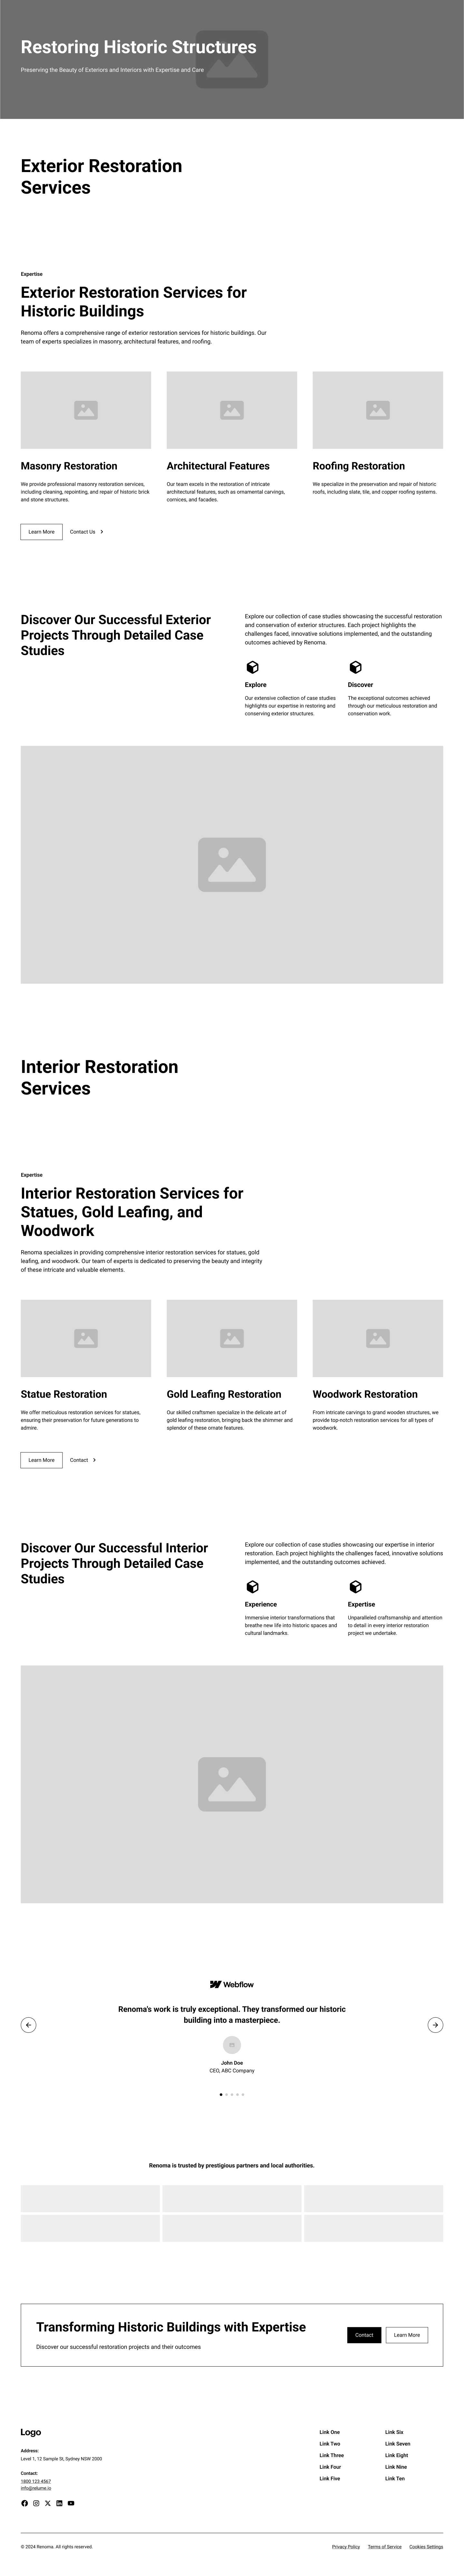 Restoring Historic Structures
Preserving the Beauty of Exteriors and Interiors with Expertise and Care
Exterior Restoration
Services
Expertise
Exterior Restoration Services for
Historic Buildings
Renoma offers a comprehensive range of exterior restoration services for historic buildings. Our
team of experts specializes in masonry, architectural features, and roofing.
Masonry Restoration
We provide professional masonry restoration services,
including cleaning, repointing, and repair of historic brick
and stone structures.
Architectural Features
Our team excels in the restoration of intricate
architectural features, such as ornamental carvings,
cornices, and facades.
Roofing Restoration
We specialize in the preservation and repair of historic
roofs, including slate, tile, and copper roofing systems.
Learn More
Contact Us
Discover Our Successful Exterior
Projects Through Detailed Case
Studies
Explore our collection of case studies showcasing the successful restoration
and conservation of exterior structures. Each project highlights the
challenges faced, innovative solutions implemented, and the outstanding
outcomes achieved by Renoma.
Explore
Our extensive collection of case studies
highlights our expertise in restoring and
conserving exterior structures.
Discover
The exceptional outcomes achieved
through our meticulous restoration and
conservation work.
Interior Restoration
Services
Expertise
Interior Restoration Services for
Statues, Gold Leafing, and
Woodwork
Renoma specializes in providing comprehensive interior restoration services for statues, gold
leafing, and woodwork. Our team of experts is dedicated to preserving the beauty and integrity
of these intricate and valuable elements.
Statue Restoration
We offer meticulous restoration services for statues,
ensuring their preservation for future generations to
admire.
Gold Leafing Restoration
Our skilled craftsmen specialize in the delicate art of
gold leafing restoration, bringing back the shimmer and
splendor of these ornate features.
Woodwork Restoration
From intricate carvings to grand wooden structures, we
provide top-notch restoration services for all types of
woodwork.
Learn More
Contact
Discover Our Successful Interior
Projects Through Detailed Case
Studies
Explore our collection of case studies showcasing our expertise in interior
restoration. Each project highlights the challenges faced, innovative solutions
implemented, and the outstanding outcomes achieved.
Experience
Immersive interior transformations that
breathe new life into historic spaces and
cultural landmarks.
Expertise
Unparalleled craftsmanship and attention
to detail in every interior restoration
project we undertake.
Webflow
Renoma's work is truly exceptional. They transformed our historic
building into a masterpiece.
John Doe
CEO, ABC Company
Renoma is trusted by prestigious partners and local authorities.
Transforming Historic Buildings with Expertise
Discover our successful restoration projects and their outcomes
Contact
Learn More
Logo
Address:
Level 1, 12 Sample St, Sydney NSW 2000
Contact:
1800 123 4567
info@relume.io
Link One
Link Two
Link Three
Link Four
Link Five
Link Six
Link Seven
Link Eight
Link Nine
Link Ten
© 2024 Renoma. All rights reserved.
Privacy Policy
Terms of Service
Cookies Settings